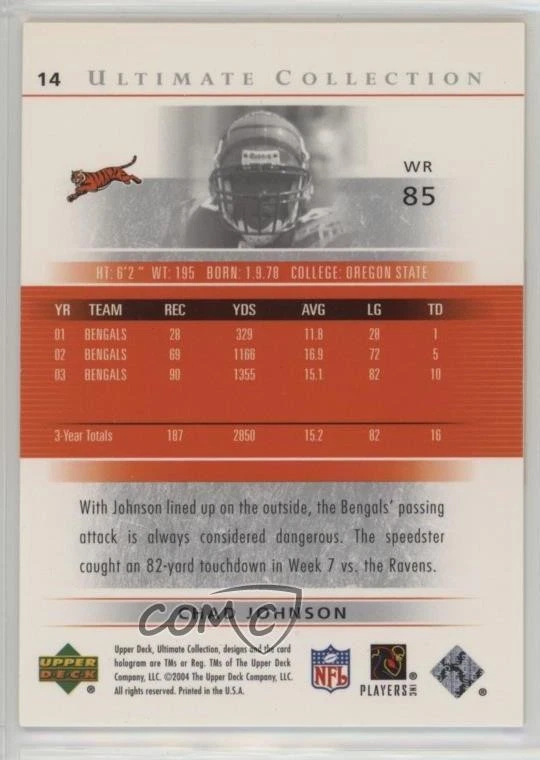 14 ULTIMATE COLLECTION
WR
85
HT: 6'2" WT: 195 BORN: 1.9.78 COLLEGE: OREGON STATE
YR TEAM REC YDS AVG LG TD
01 BENGALS 28 329 11.8 28 1
02 BENGALS 69 1166 16.9 72 5
03 BENGALS 90 1355 15.1 82 10
3-Year Totals 187 2850 15.2 82 16
With Johnson lined up on the outside, the Bengals' passing
attack is always considered dangerous. The speedster
caught an 82-yard touchdown in Week 7 vs. the Ravens.
CHAD JOHNSON
COMC
Upper Deck, Ultimate Collection, designs and the card
hologram are TMs or Reg. TMs of The Upper Deck
Company, LLC. ©2004 The Upper Deck Company, LLC.
All rights reserved. Printed in the U.S.A.
UPPER DECK ®
NFL ®
PLAYERS INC
®